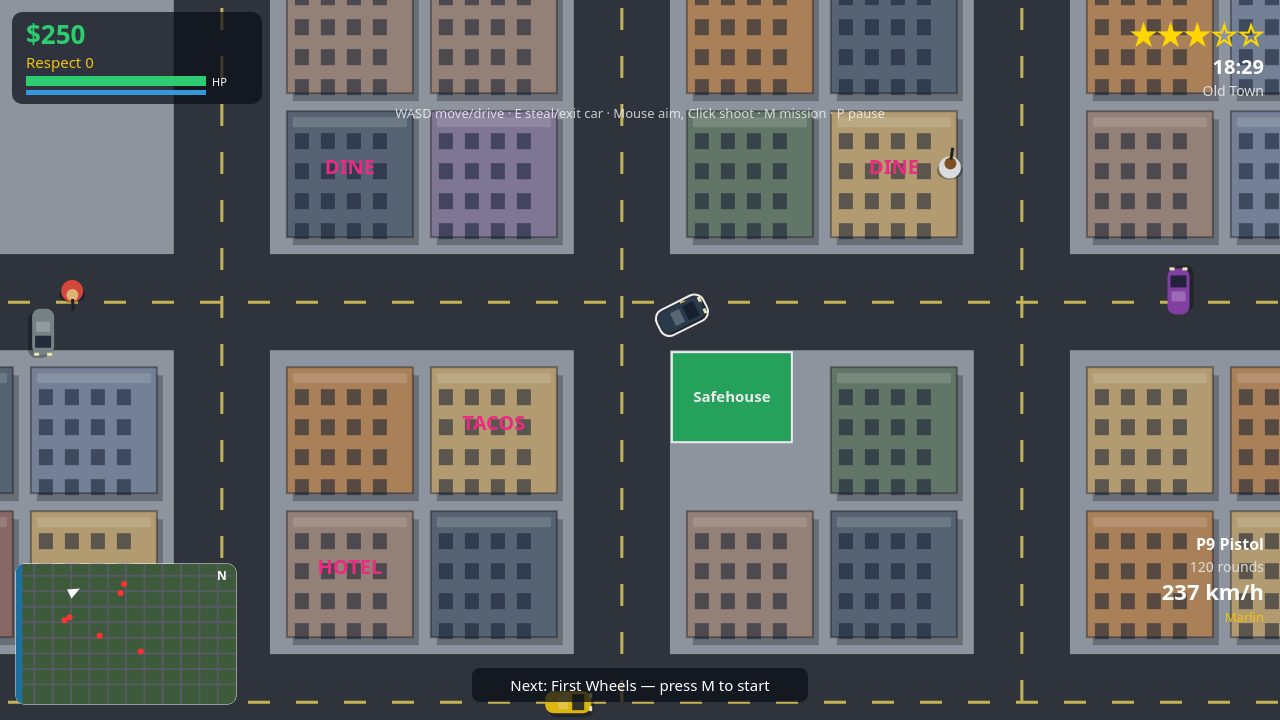 $250
Respect 0
HP
18:29
Old Town
WASD move/drive · E steal/exit car · Mouse aim, Click shoot · M mission · P pause
DINE
DINE
Safehouse
TACOS
HOTEL
P9 Pistol
120 rounds
237 km/h
Marlin
N
Next: First Wheels — press M to start